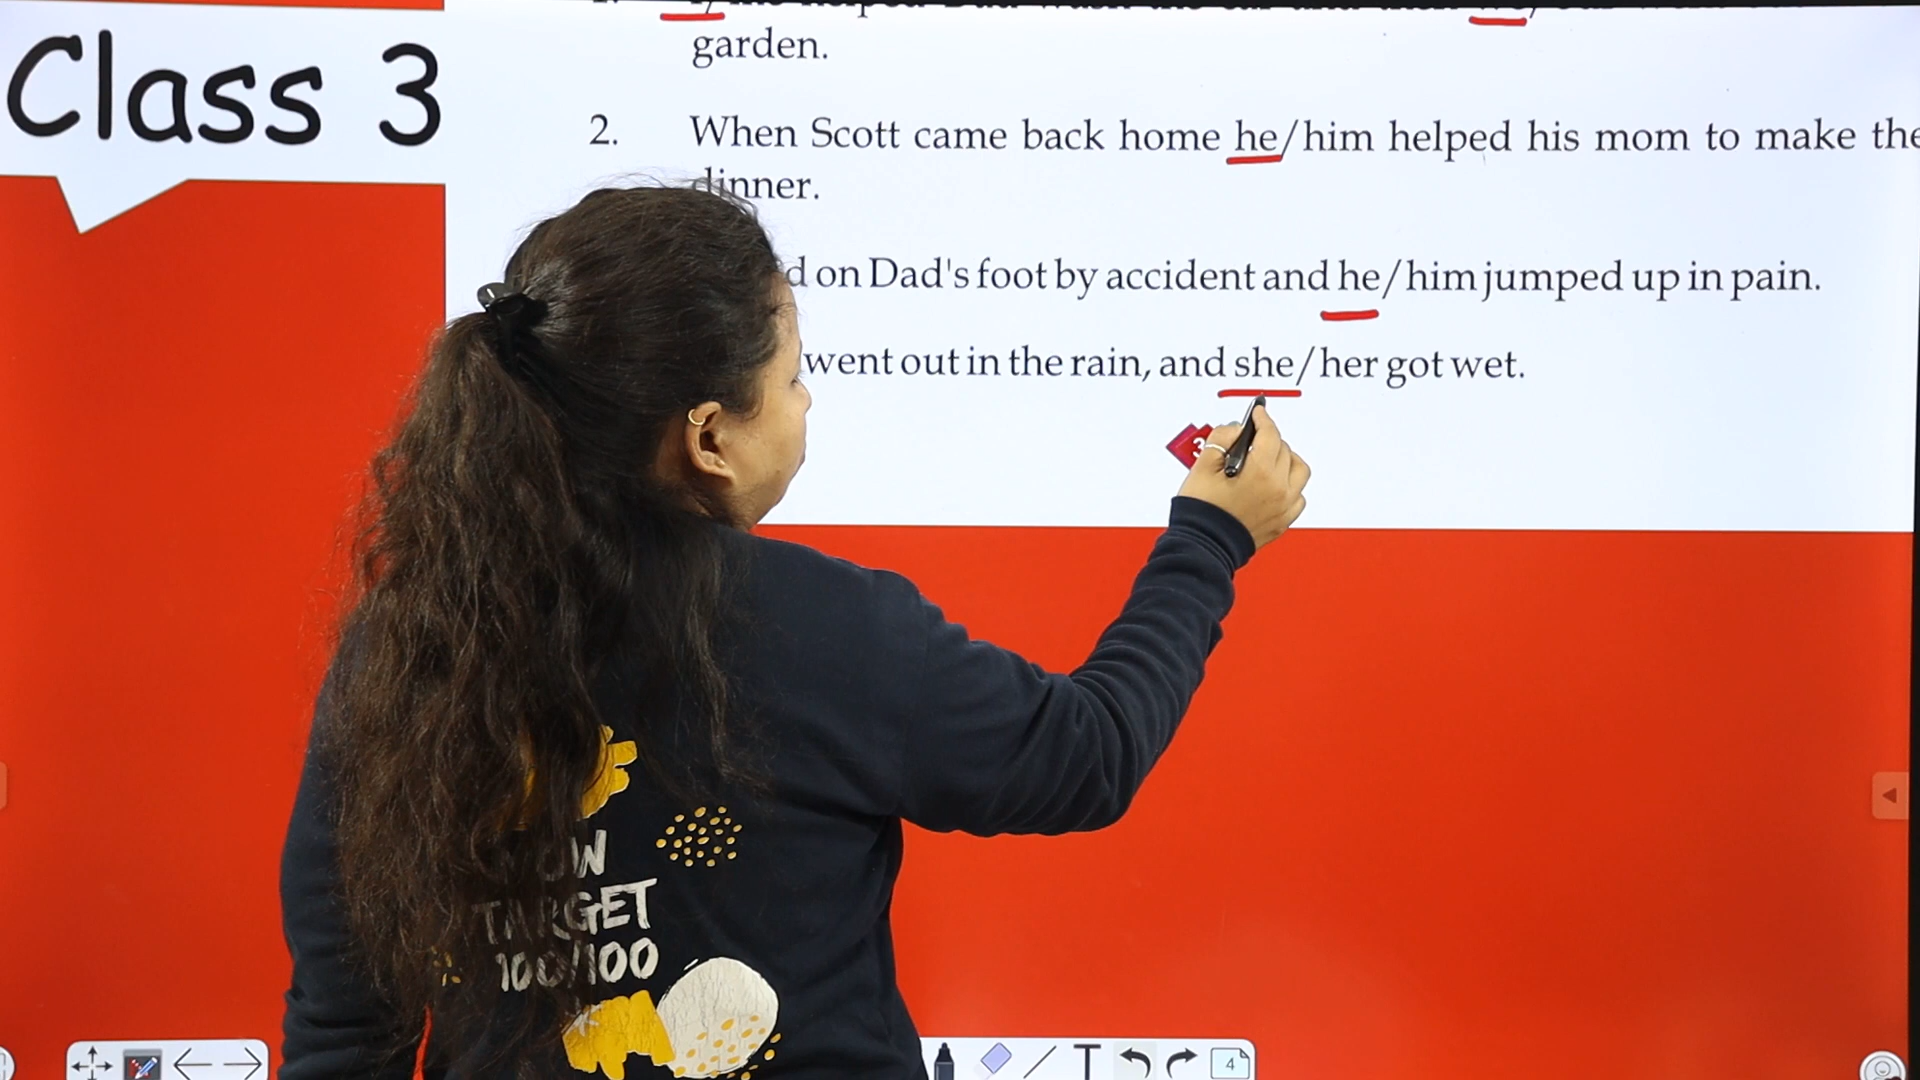 Class 3
garden.
2. When Scott came back home he/him helped his mom to make the
dinner.
d on Dad's foot by accident and he/him jumped up in pain.
went out in the rain, and she/her got wet.
3
TARGET
100/100
T
4